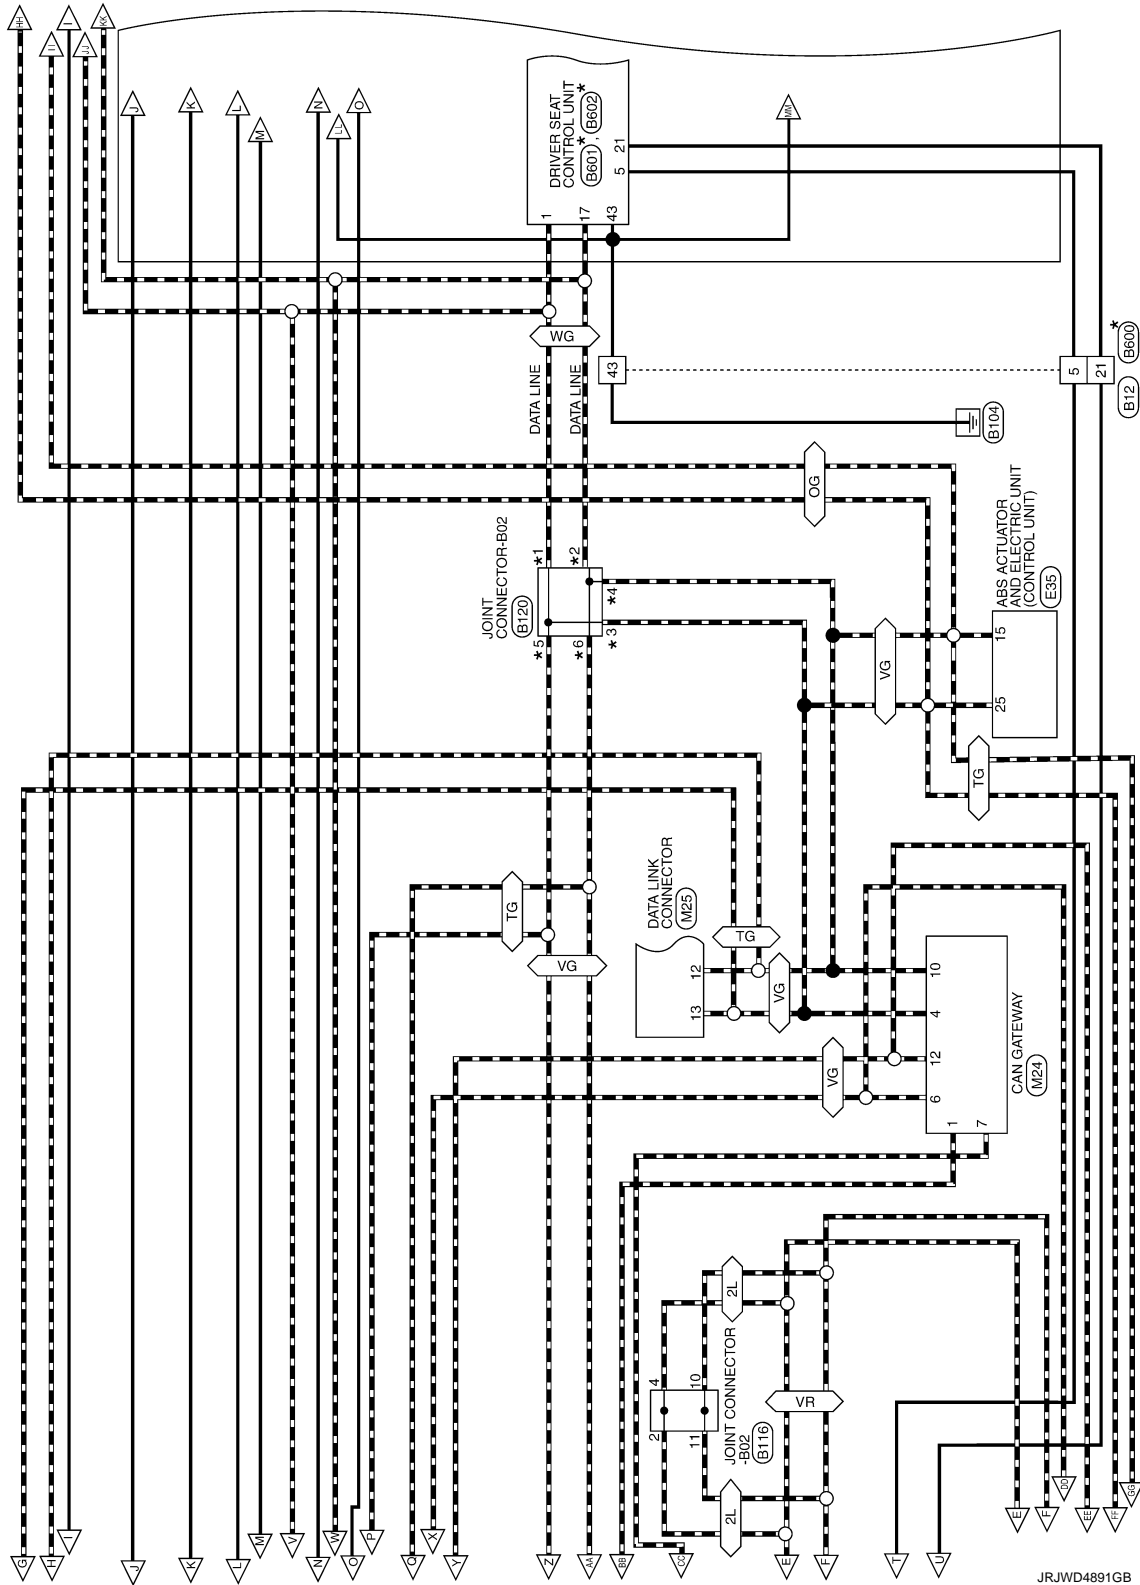 HH
II
I
JJ
KK
J
K
L
M
N
LL
O
DRIVER SEAT
CONTROL UNIT
B601 * , B602 *
MM
1
17
43
5
21
WG
DATA LINE
DATA LINE
43
5
21
B12
B600 *
B104
OG
JOINT
CONNECTOR-B02
B120
*1
*2
*3
*4
*5
*6
ABS ACTUATOR
AND ELECTRIC UNIT
(CONTROL UNIT)
E35
15
25
VG
TG
TG
VG
DATA LINK
CONNECTOR
M25
12
13
TG
VG
VG
10
4
12
6
1
7
CAN GATEWAY
M24
2L
4
10
2
11
JOINT CONNECTOR
-B02
B116
VR
2L
G
H
I
J
K
L
M
V
N
W
O
P
Q
X
Y
Z
AA
BB
CC
E
F
T
U
E
F
DD
EE
FF
GG
JRJWD4891GB